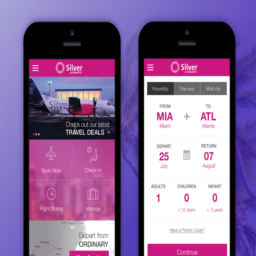 Silver
AIRWAYS
Check out our latest
TRAVEL DEALS
Book Now
Check-in
Flight Status
Manage
Depart from
ORDINARY
Silver
AIRWAYS
Roundtrip
One way
Multi-city
FROM
TO
MIA
ATL
Miami
Atlanta
DEPART
RETURN
25
07
July
August
ADULTS
CHILDREN
INFANT
1
0
0
< 12 years
< 2 years
Have a Promo Code?
Continue